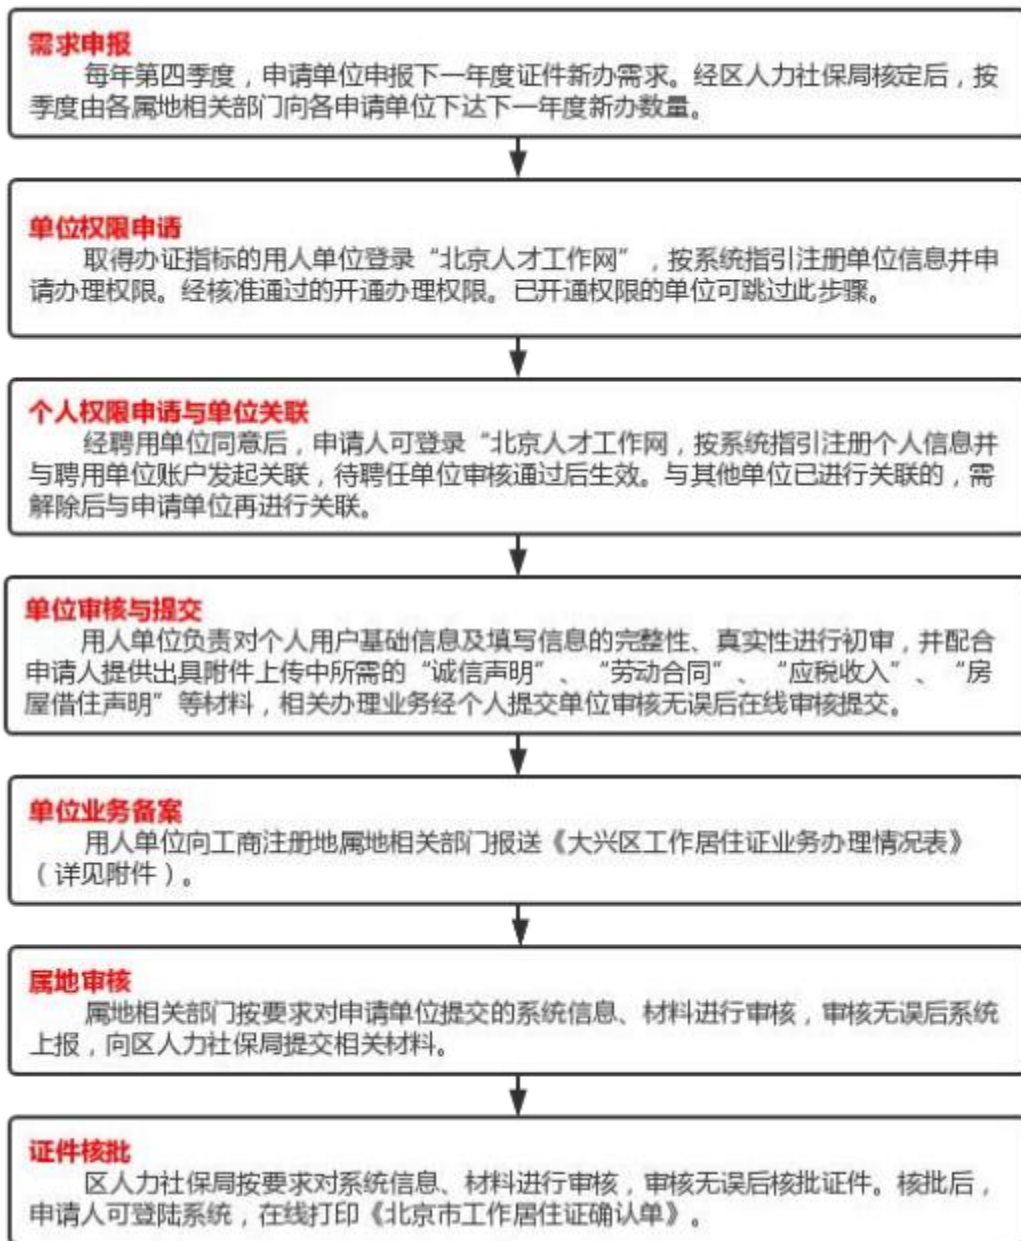 需求申报
每年第四季度，申请单位申报下一年度证件新办需求。经区人力社保局核定后，按
季度由各属地相关部门向各申请单位下达下一年度新办数量。
单位权限申请
取得办证指标的用人单位登录“北京人才工作网”，按系统指引注册单位信息并申
请办理权限。经核准通过的开通办理权限。已开通权限的单位可跳过此步骤。
个人权限申请与单位关联
经聘用单位同意后，申请人可登录“北京人才工作网，按系统指引注册个人信息并
与聘用单位账户发起关联，待聘任单位审核通过后生效。与其他单位已进行关联的，需
解除后与申请单位再进行关联。
单位审核与提交
用人单位负责对个人用户基础信息及填写信息的完整性、真实性进行初审，并配合
申请人提供出具附件上传中所需的“诚信声明”、“劳动合同”、“应税收入”、“房
屋借住声明”等材料，相关办理业务经个人提交单位审核无误后在线审核提交。
单位业务备案
用人单位向工商注册地属地相关部门报送《大兴区工作居住证业务办理情况表》
（详见附件）。
属地审核
属地相关部门按要求对申请单位提交的系统信息、材料进行审核，审核无误后系统
上报，向区人力社保局提交相关材料。
证件核批
区人力社保局按要求对系统信息、材料进行审核，审核无误后核批证件。核批后，
申请人可登陆系统，在线打印《北京市工作居住证确认单》。